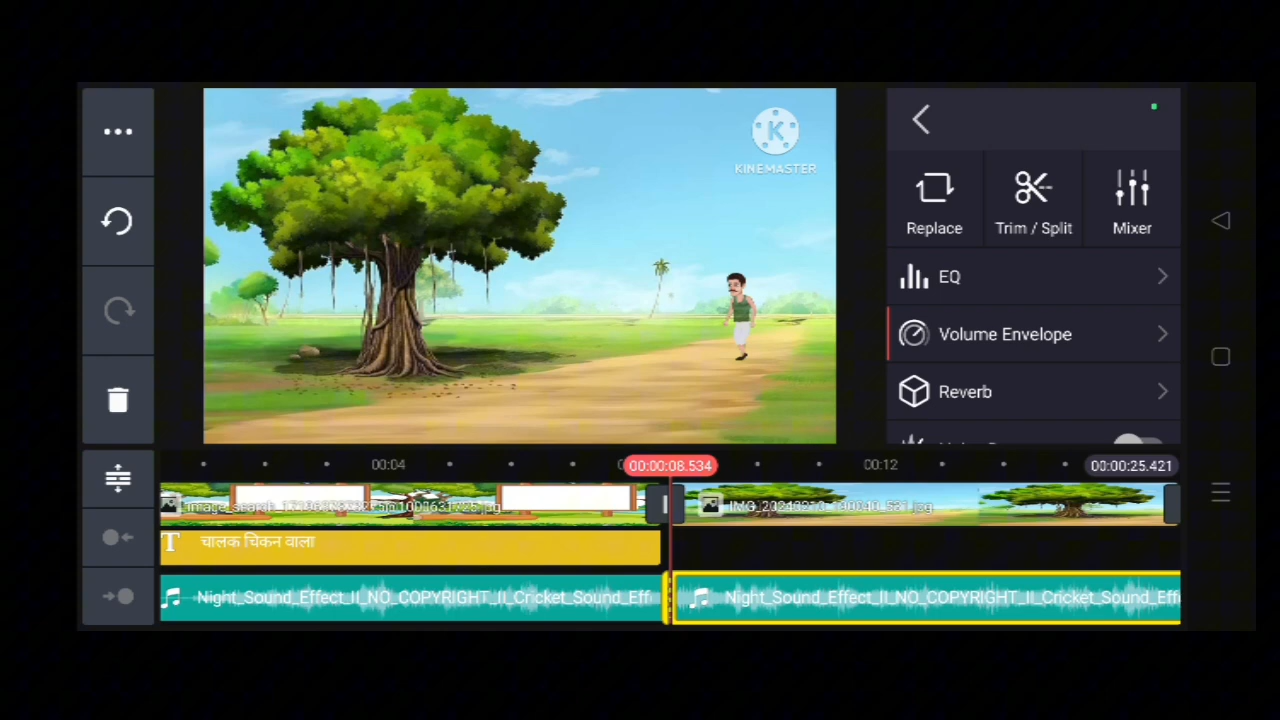 KINEMASTER
Replace
Trim / Split
Mixer
EQ
Volume Envelope
Reverb
00:04
00:00:08.534
00:12
00:00:25.421
चालक चिकन वाला
Night_Sound_Effect_II_NO_COPYRIGHT_II_Cricket_Sound_Eff
Night_Sound_Effect_II_NO_COPYRIGHT_II_Cricket_Sound_Eff